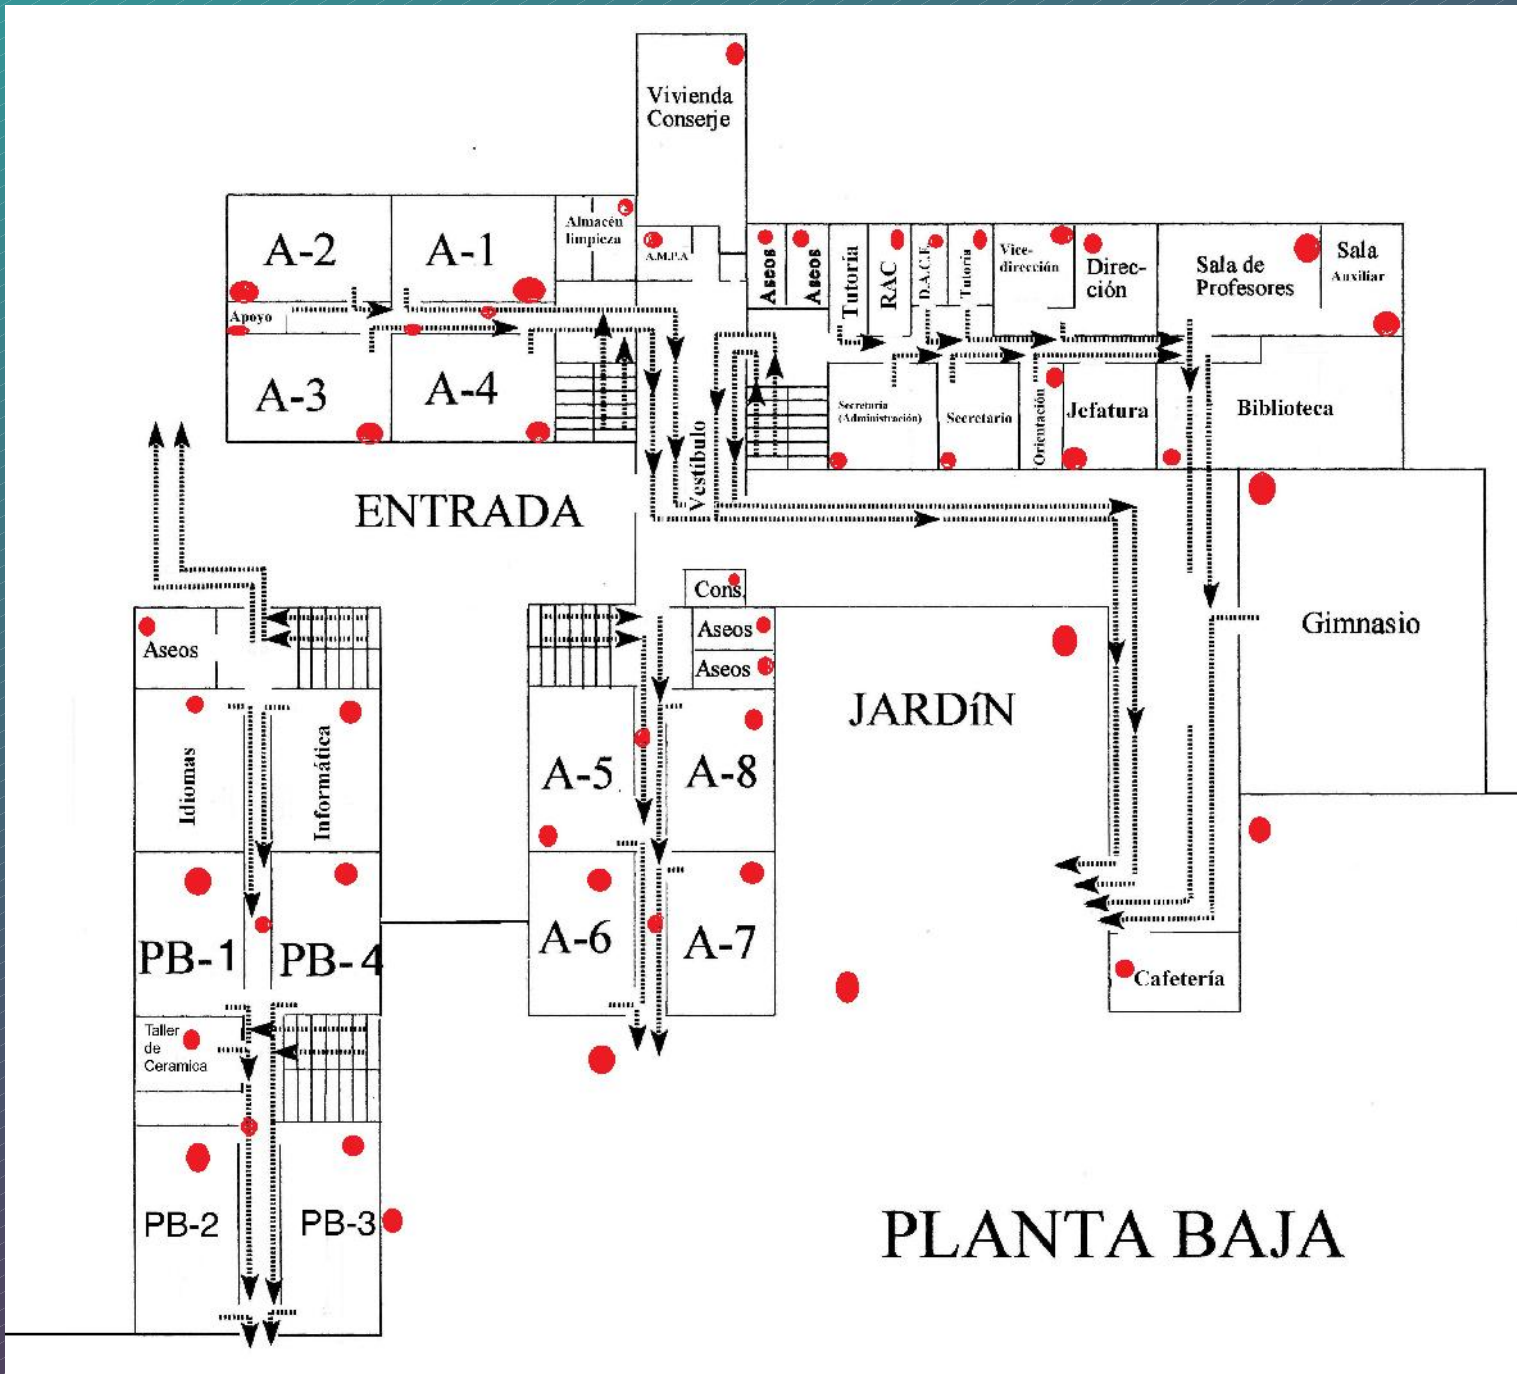 Vivienda
Conserje
A-2
A-1
Almacén
limpieza
A.M.P.A
Aseos
Aseos
Tutoría
RAC
D.A.C.E.
Tutoría
Vice-
dirección
Direc-
ción
Sala de
Profesores
Sala
Auxiliar
Apoyo
A-3
A-4
Vestíbulo
Secretaria
(Administración)
Secretario
Orientación
Jefatura
Biblioteca
ENTRADA
Cons.
Aseos
Aseos
Aseos
Gimnasio
JARDíN
Idiomas
Informática
A-5
A-8
PB-1
PB-4
A-6
A-7
Cafetería
Taller
de
Ceramica
PB-2
PB-3
PLANTA BAJA